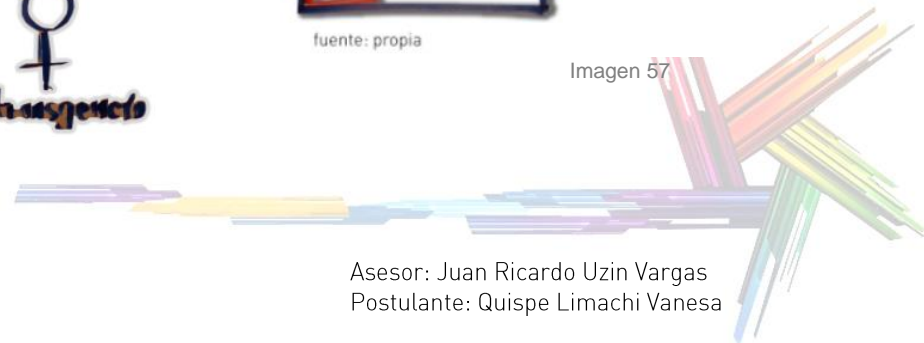 fuente: propia
Imagen 57
Asesor: Juan Ricardo Uzin Vargas
Postulante: Quispe Limachi Vanesa